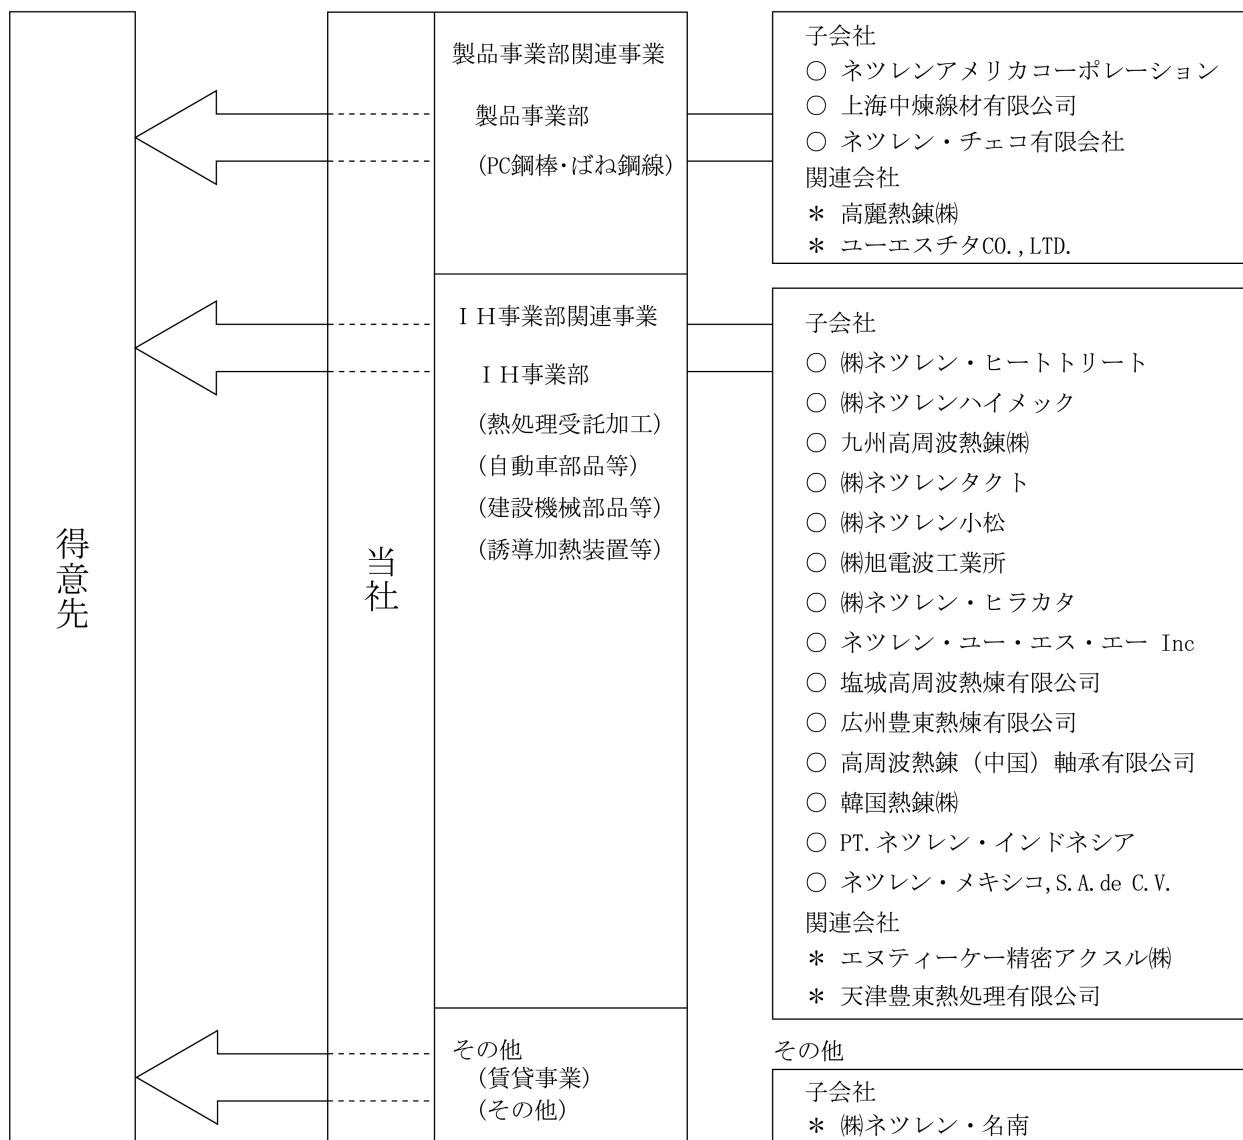 得意先
当社
製品事業部関連事業
製品事業部
(PC鋼棒・ばね鋼線)
ＩＨ事業部関連事業
ＩＨ事業部
(熱処理受託加工)
(自動車部品等)
(建設機械部品等)
(誘導加熱装置等)
その他
(賃貸事業)
(その他)
子会社
○ ネツレンアメリカコーポレーション
○ 上海中煉線材有限公司
○ ネツレン・チェコ有限会社
関連会社
＊ 高麗熱錬㈱
＊ ユーエスチタCO.,LTD.
子会社
○ ㈱ネツレン・ヒートトリート
○ ㈱ネツレンハイメック
○ 九州高周波熱錬㈱
○ ㈱ネツレンタクト
○ ㈱ネツレン小松
○ ㈱旭電波工業所
○ ㈱ネツレン・ヒラカタ
○ ネツレン・ユー・エス・エー Inc
○ 塩城高周波熱煉有限公司
○ 広州豊東熱煉有限公司
○ 高周波熱錬（中国）軸承有限公司
○ 韓国熱錬㈱
○ PT.ネツレン・インドネシア
○ ネツレン・メキシコ,S.A.de C.V.
関連会社
＊ エヌティーケー精密アクスル㈱
＊ 天津豊東熱処理有限公司
その他
子会社
＊ ㈱ネツレン・名南